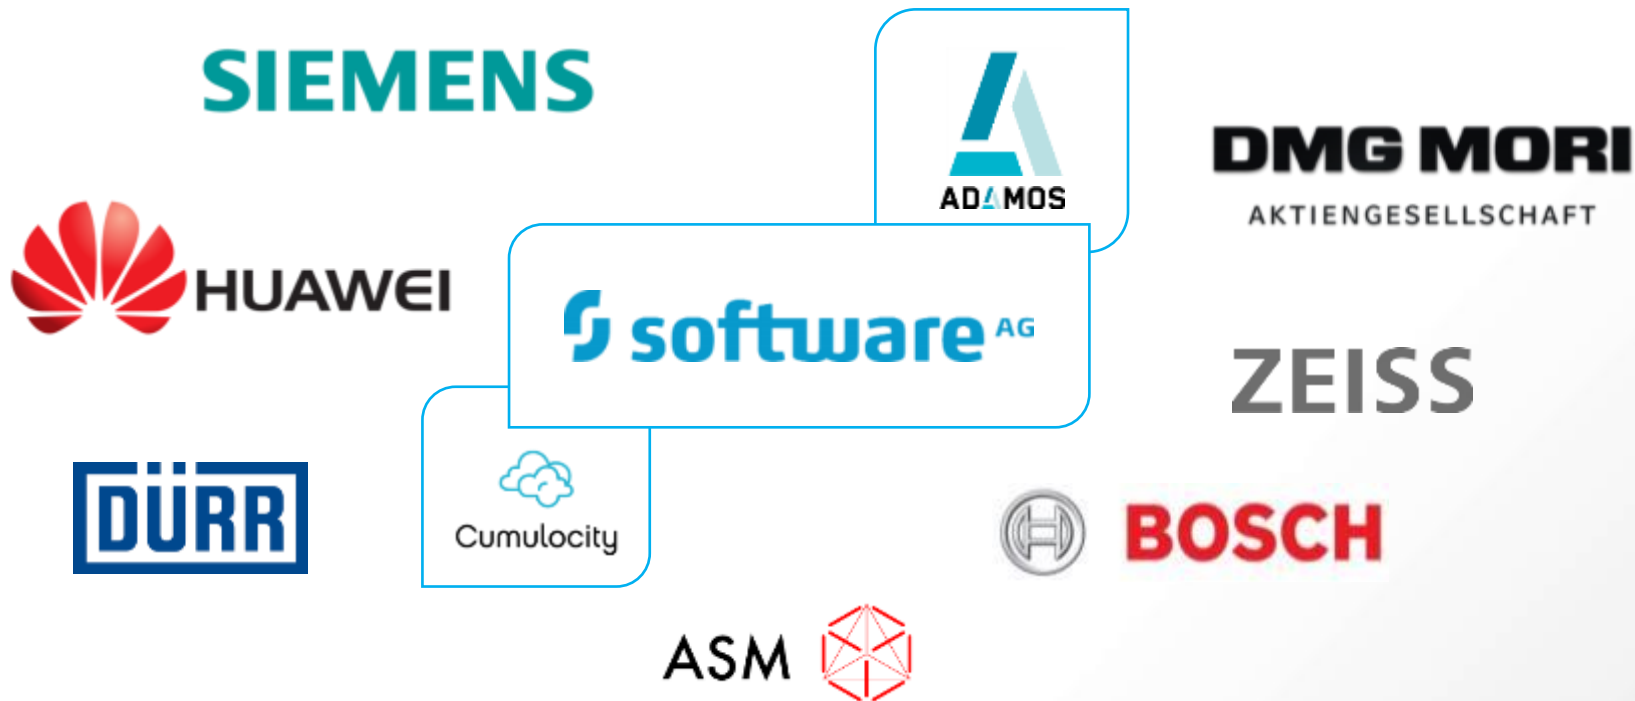 SIEMENS
ADAMOS
DMG MORI
AKTIENGESELLSCHAFT
HUAWEI
software AG
ZEISS
DÜRR
Cumulocity
BOSCH
ASM